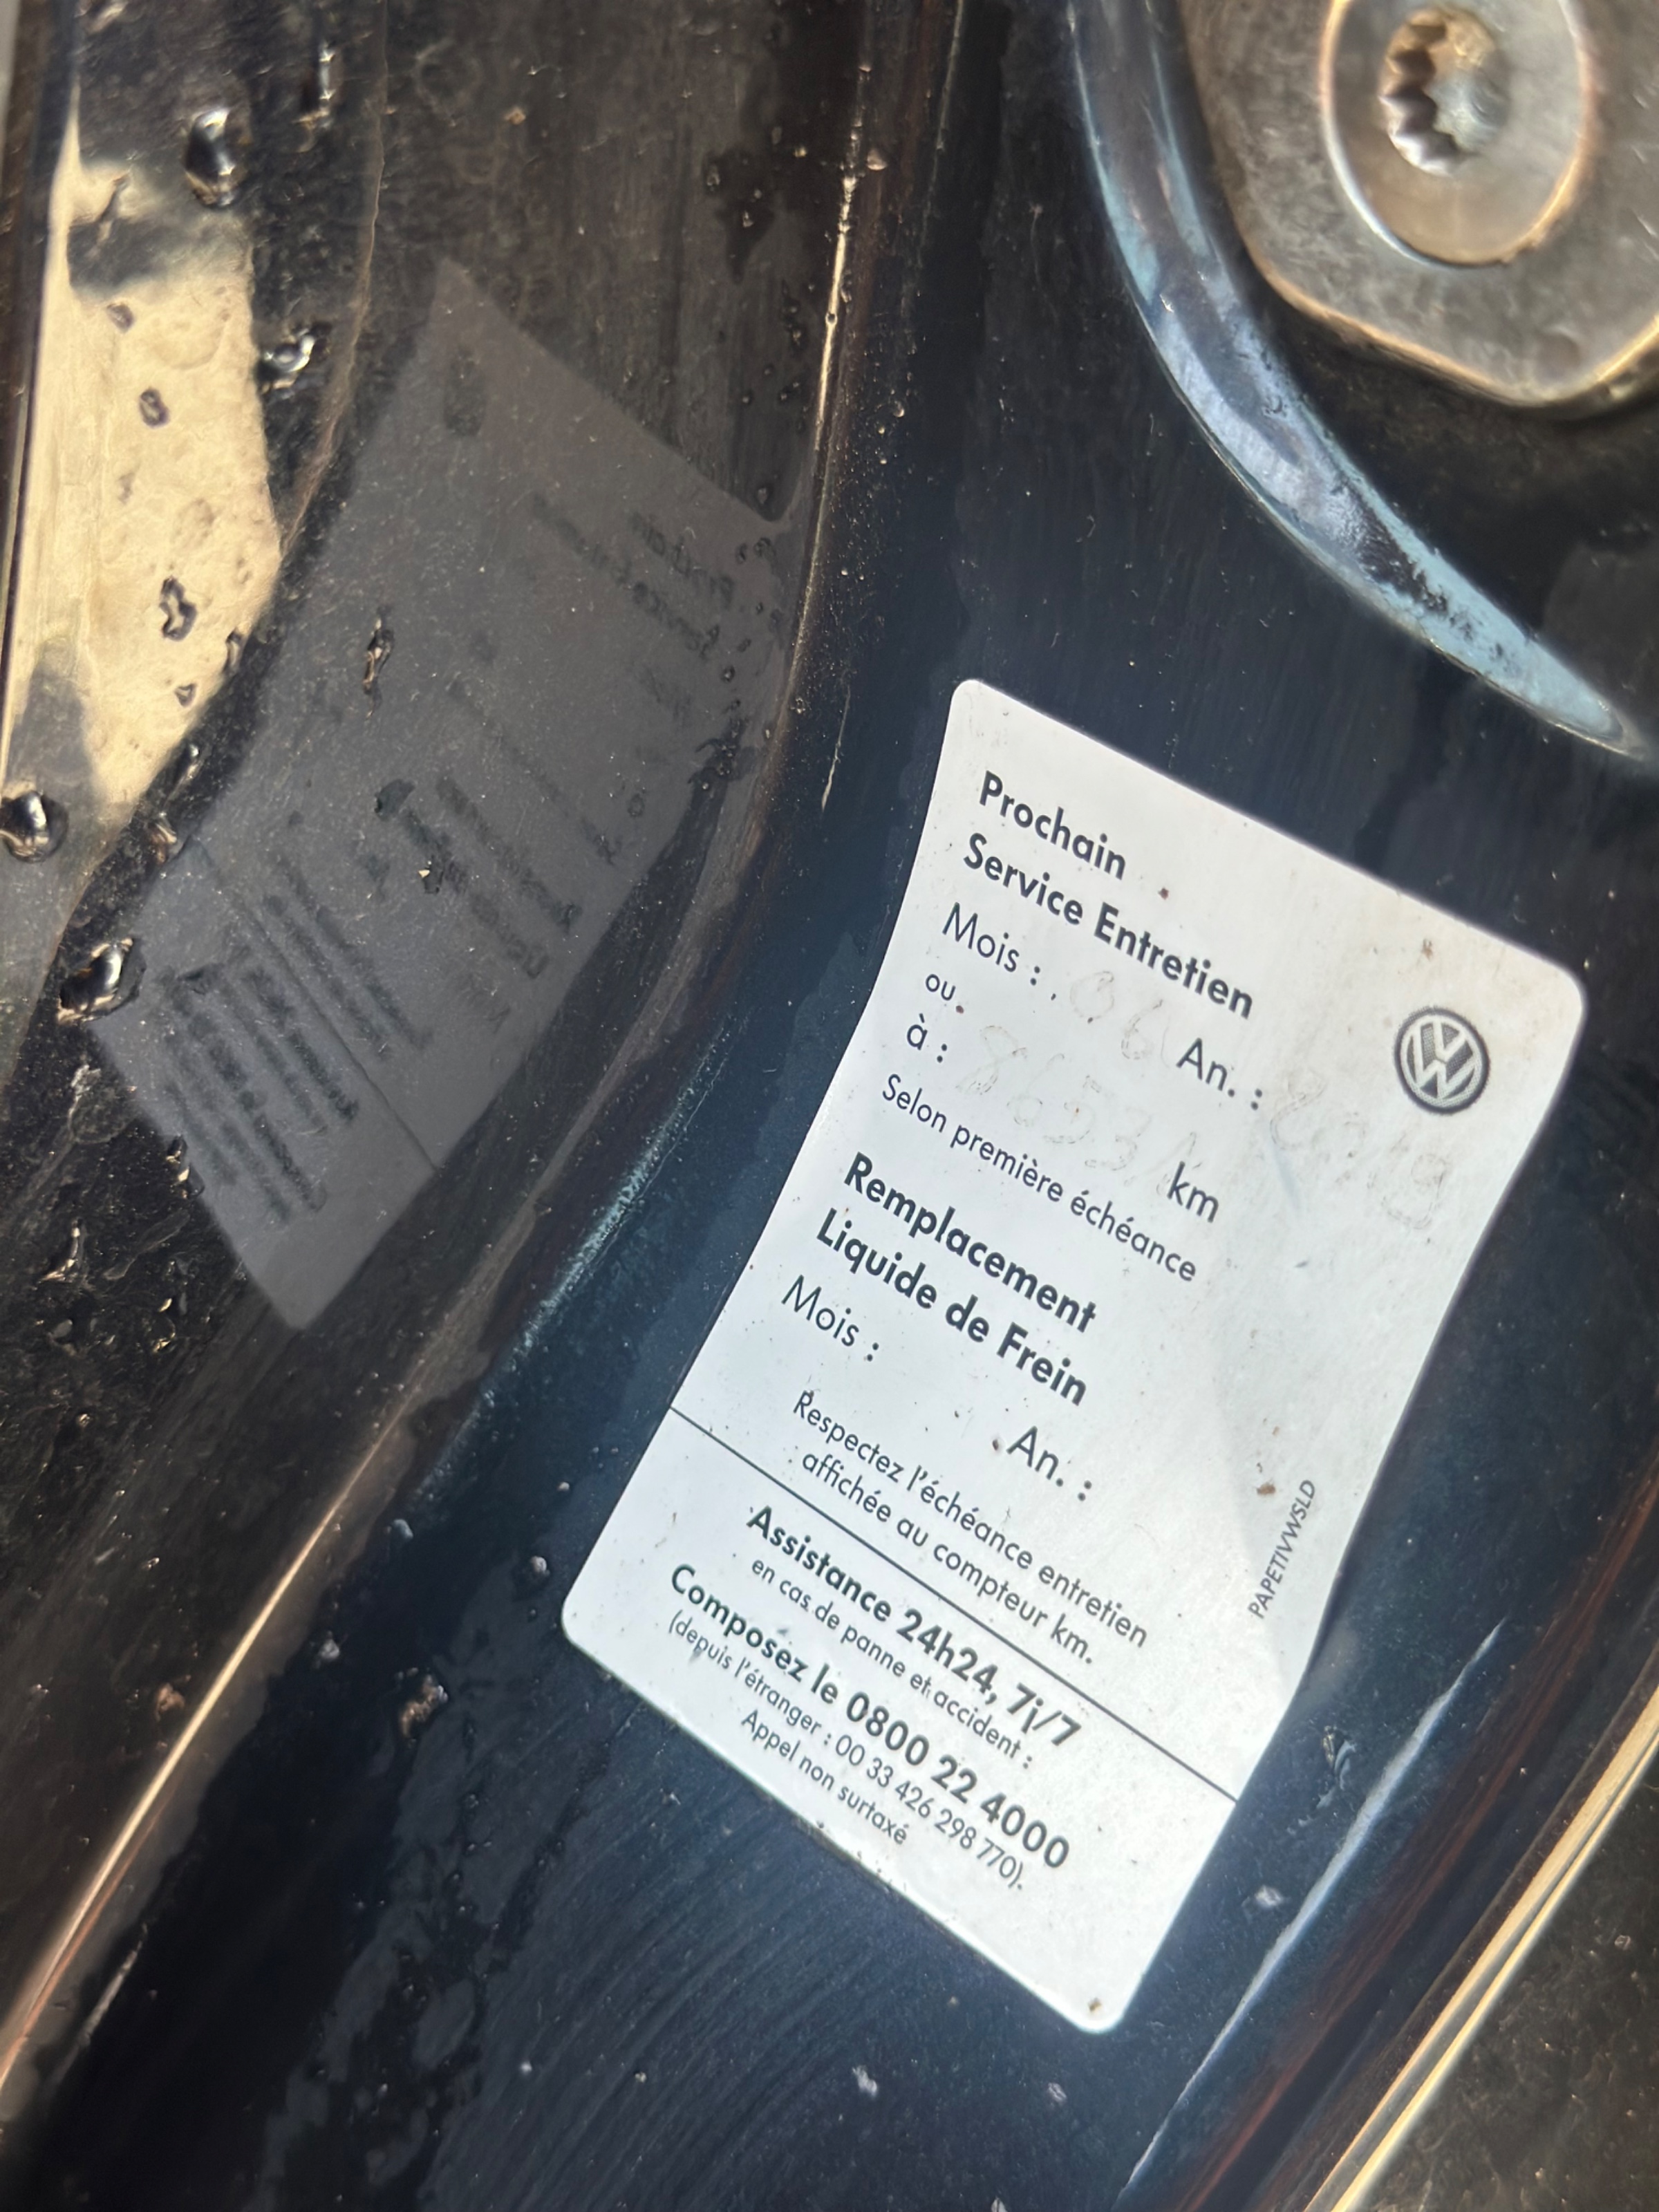 Prochain
Service Entretien
Mois : 06 An. : 2019
ou
à : 86531 km
Selon première échéance
Remplacement
Liquide de Frein
Mois : An. :
Respectez l'échéance entretien
affichée au compteur km.
PAPETIVWSLD
Assistance 24h24, 7j/7
en cas de panne et accident :
Composez le 0800 22 4000
(depuis l'étranger : 00 33 426 298 770).
Appel non surtaxé